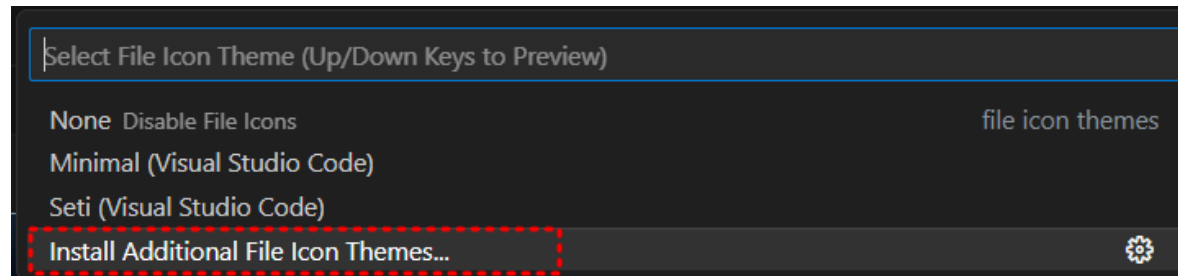 Select File Icon Theme (Up/Down Keys to Preview)
None Disable File Icons file icon themes
Minimal (Visual Studio Code)
Seti (Visual Studio Code)
Install Additional File Icon Themes...